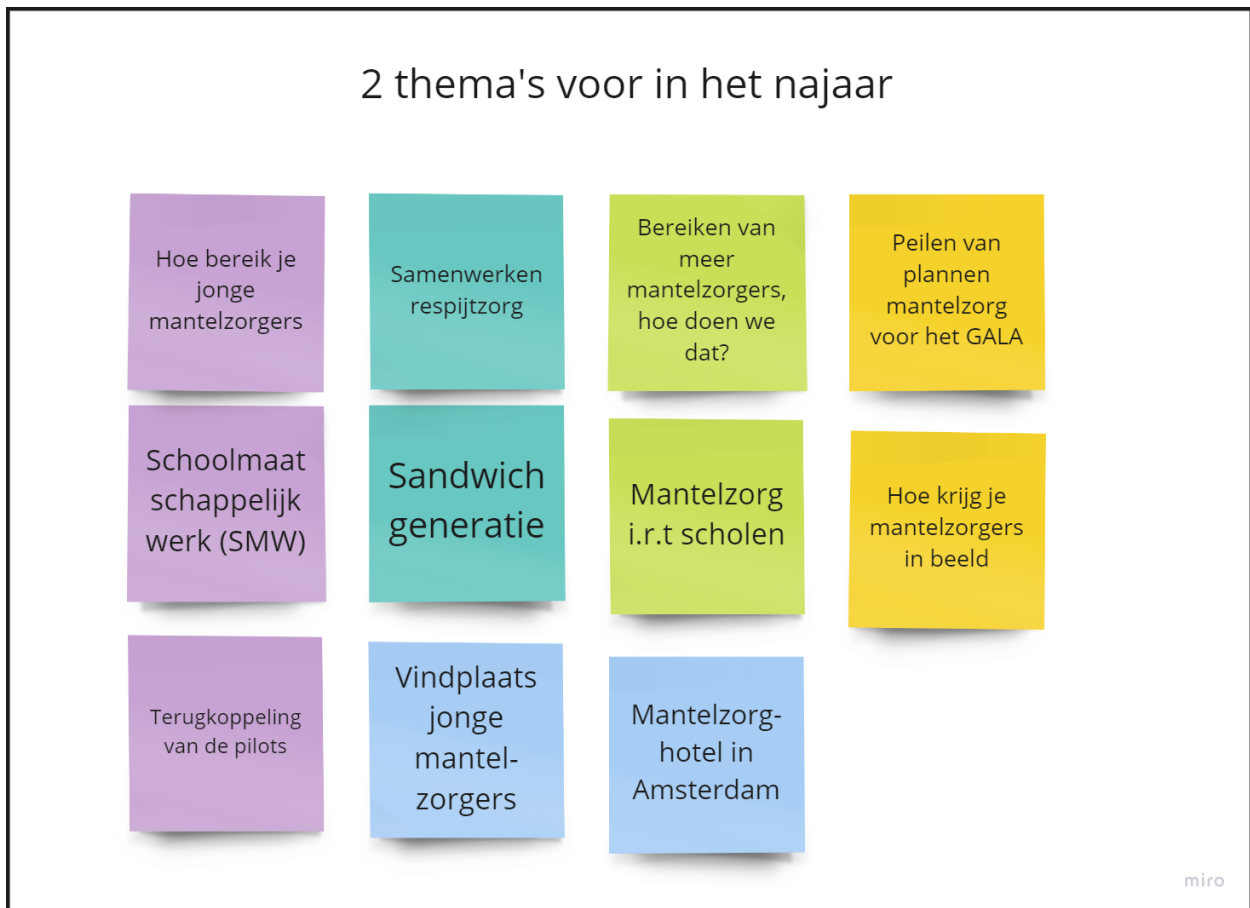 2 thema's voor in het najaar
Hoe bereik je
jonge
mantelzorgers
Samenwerken
respijtzorg
Bereiken van
meer
mantelzorgers,
hoe doen we
dat?
Peilen van
plannen
mantelzorg
voor het GALA
Schoolmaat
schappelijk
werk (SMW)
Sandwich
generatie
Mantelzorg
i.r.t scholen
Hoe krijg je
mantelzorgers
in beeld
Terugkoppeling
van de pilots
Vindplaats
jonge
mantel-
zorgers
Mantelzorg-
hotel in
Amsterdam
miro